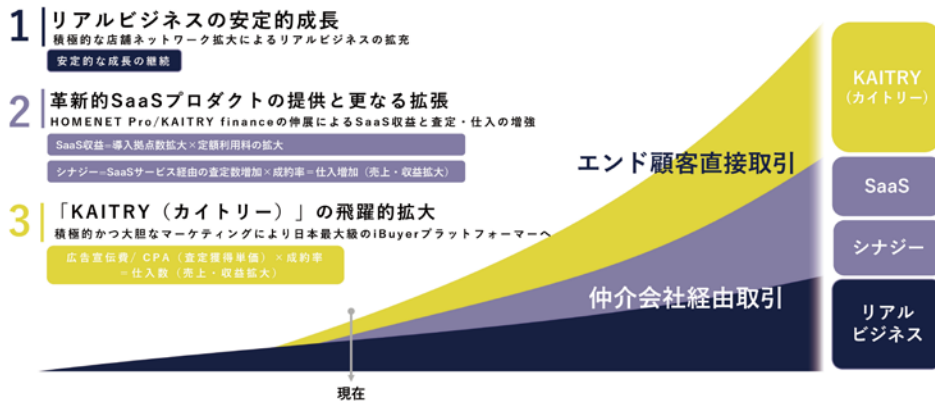 1
リアルビジネスの安定的成長
積極的な店舗ネットワーク拡大によるリアルビジネスの拡充
安定的な成長の継続
2
革新的SaaSプロダクトの提供と更なる拡張
HOMENET Pro/KAITRY financeの伸展によるSaaS収益と査定・仕入の増強
SaaS収益=導入拠点数拡大×定額利用料の拡大
シナジー=SaaSサービス経由の査定数増加×成約率=仕入増加(売上・収益拡大)
3
「KAITRY(カイトリー)」の飛躍的拡大
積極的かつ大胆なマーケティングにより日本最大級のiBuyerプラットフォーマーへ
広告宣伝費/ CPA(査定獲得単価)×成約率
=仕入数(売上・収益拡大)
エンド顧客直接取引
仲介会社経由取引
現在
KAITRY
(カイトリー)
SaaS
シナジー
リアル
ビジネス